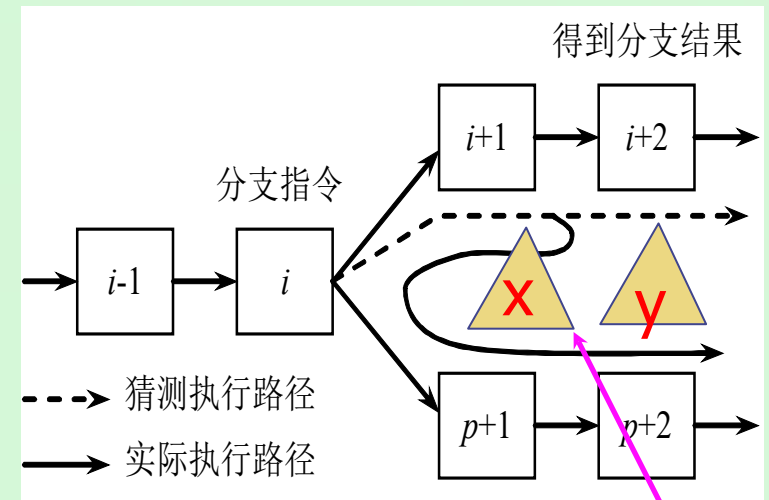 得到分支结果
i+1
i+2
分支指令
i-1
i
x
y
猜测执行路径
p+1
p+2
实际执行路径